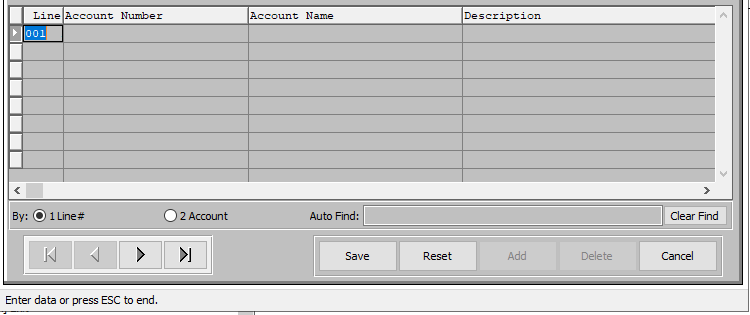 Line Account Number Account Name Description
001
By: 1 Line# 2 Account Auto Find: Clear Find
Save Reset Add Delete Cancel
Enter data or press ESC to end.